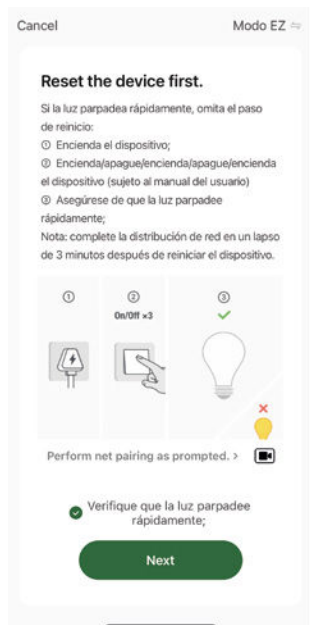 Cancel Modo EZ
Reset the device first.
Si la luz parpadea rápidamente, omita el paso
de reinicio:
① Encienda el dispositivo;
② Encienda/apague/encienda/apague/encienda
el dispositivo (sujeto al manual del usuario)
③ Asegúrese de que la luz parpadee
rápidamente;
Nota: complete la distribución de red en un lapso
de 3 minutos después de reiniciar el dispositivo.
① ② ③
On/Off ×3
Perform net pairing as prompted. >
Verifique que la luz parpadee
rápidamente;
Next